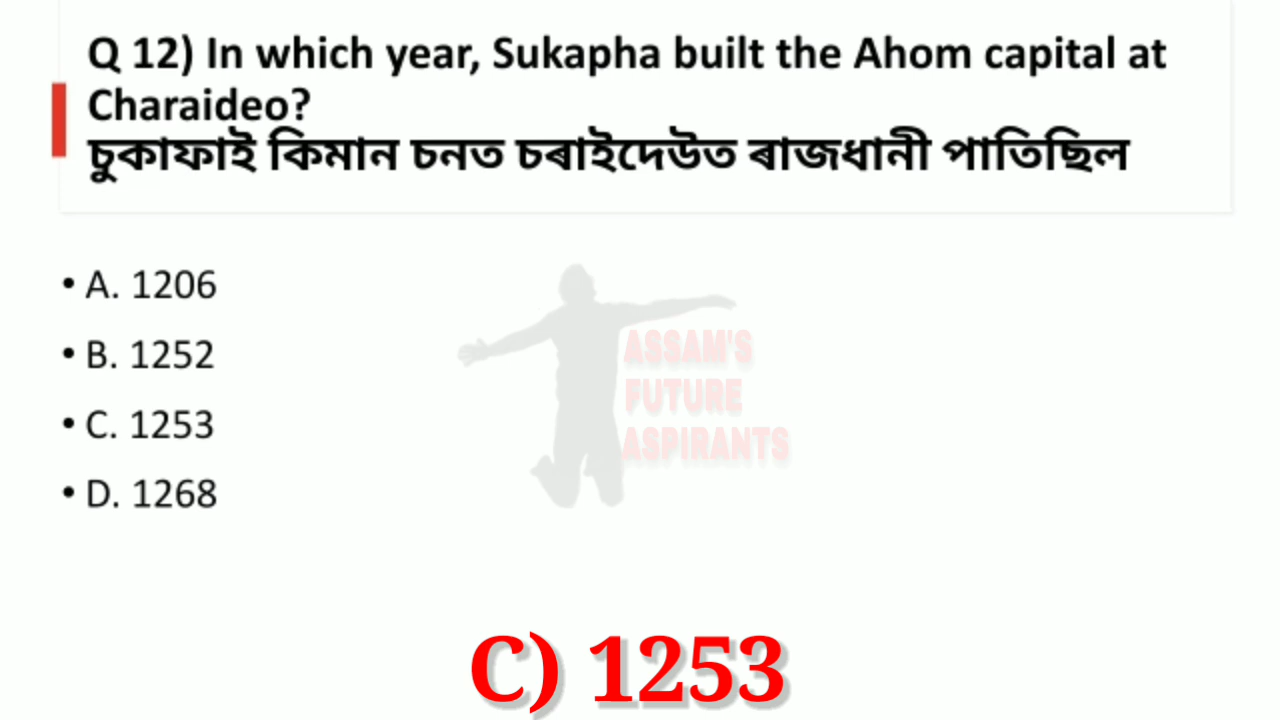 Q 12) In which year, Sukapha built the Ahom capital at
Charaideo?
চুকাফাই কিমান চনত চৰাইদেউত ৰাজধানী পাতিছিল
• A. 1206
• B. 1252
• C. 1253
• D. 1268
ASSAM'S
FUTURE
ASPIRANTS
C) 1253